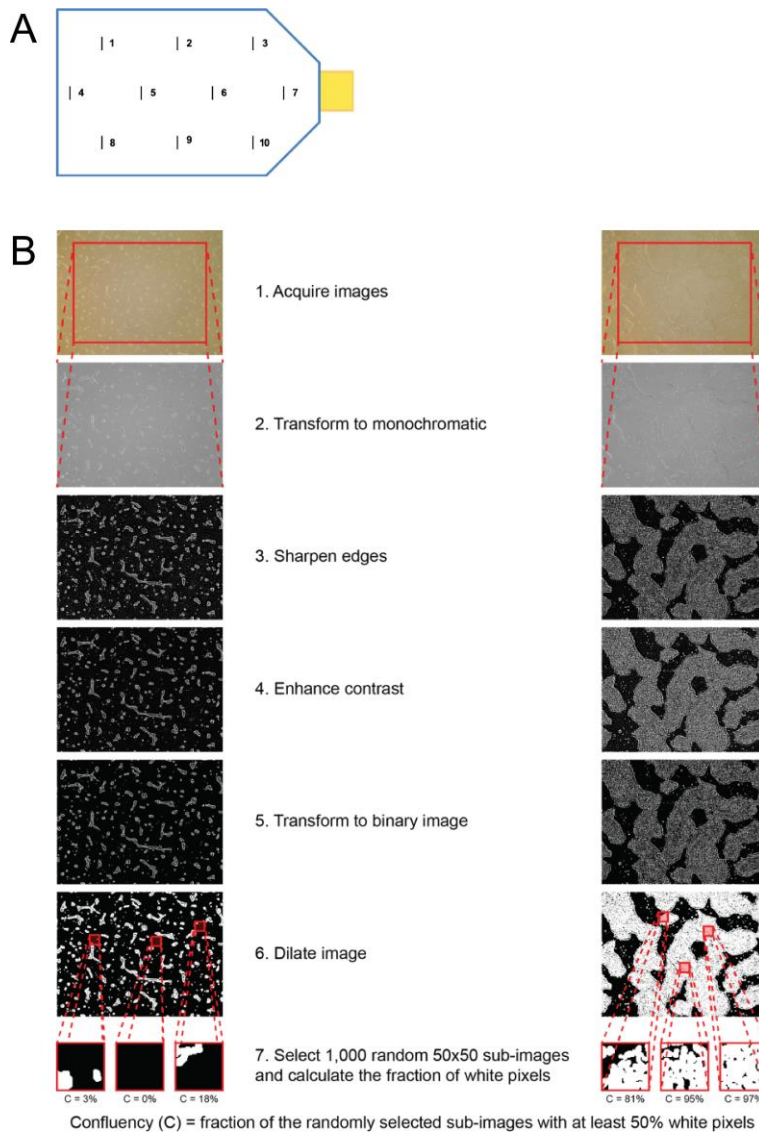 A
1 2 3
4 5 6 7
8 9 10
B
1. Acquire images
2. Transform to monochromatic
3. Sharpen edges
4. Enhance contrast
5. Transform to binary image
6. Dilate image
7. Select 1,000 random 50x50 sub-images
and calculate the fraction of white pixels
C = 3% C = 0% C = 18% C = 81% C = 95% C = 97%
Confluency (C) = fraction of the randomly selected sub-images with at least 50% white pixels